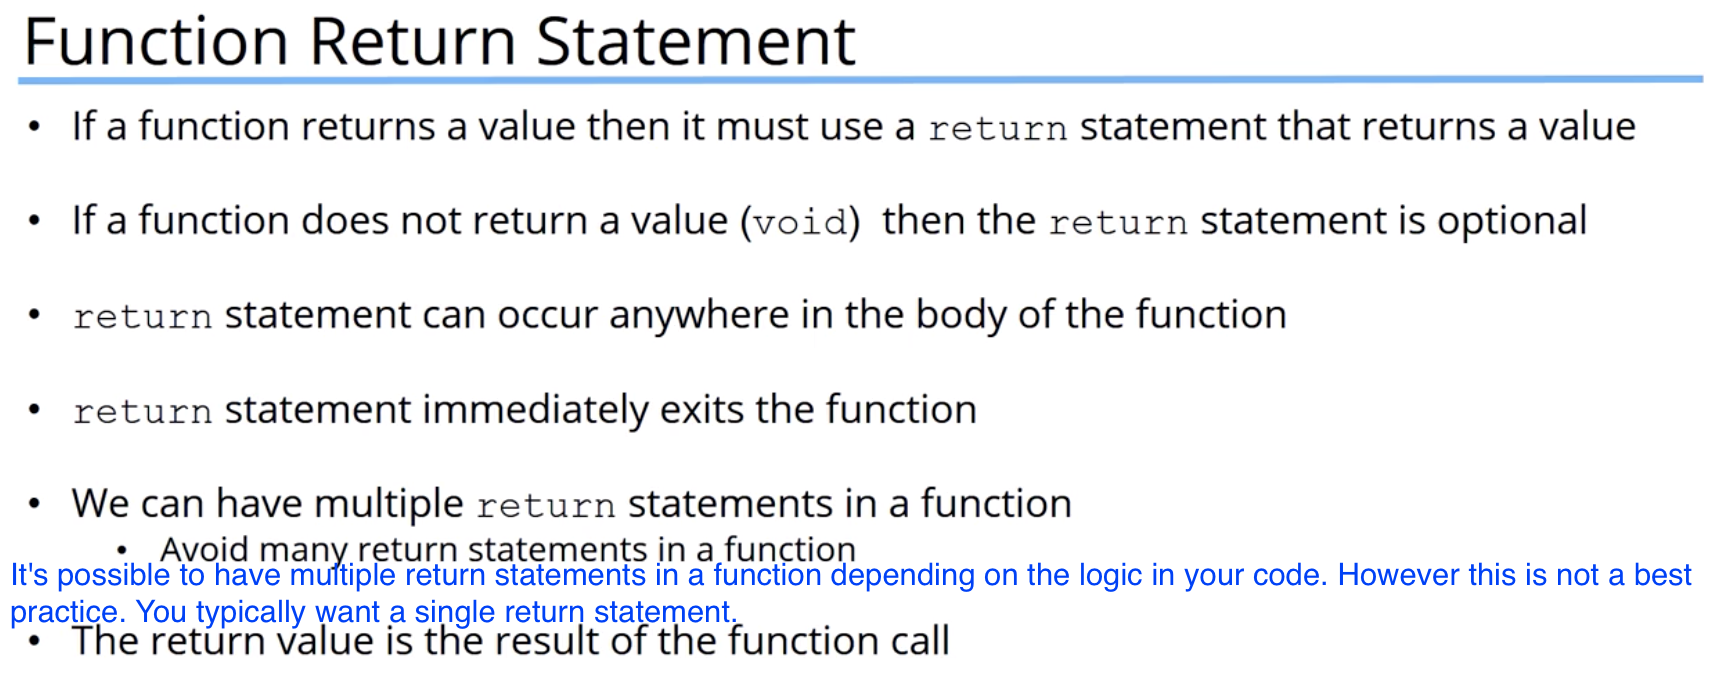 Function Return Statement
• If a function returns a value then it must use a return statement that returns a value
• If a function does not return a value (void) then the return statement is optional
• return statement can occur anywhere in the body of the function
• return statement immediately exits the function
• We can have multiple return statements in a function
• Avoid many return statements in a function
It's possible to have multiple return statements in a function depending on the logic in your code. However this is not a best
practice. You typically want a single return statement.
• The return value is the result of the function call